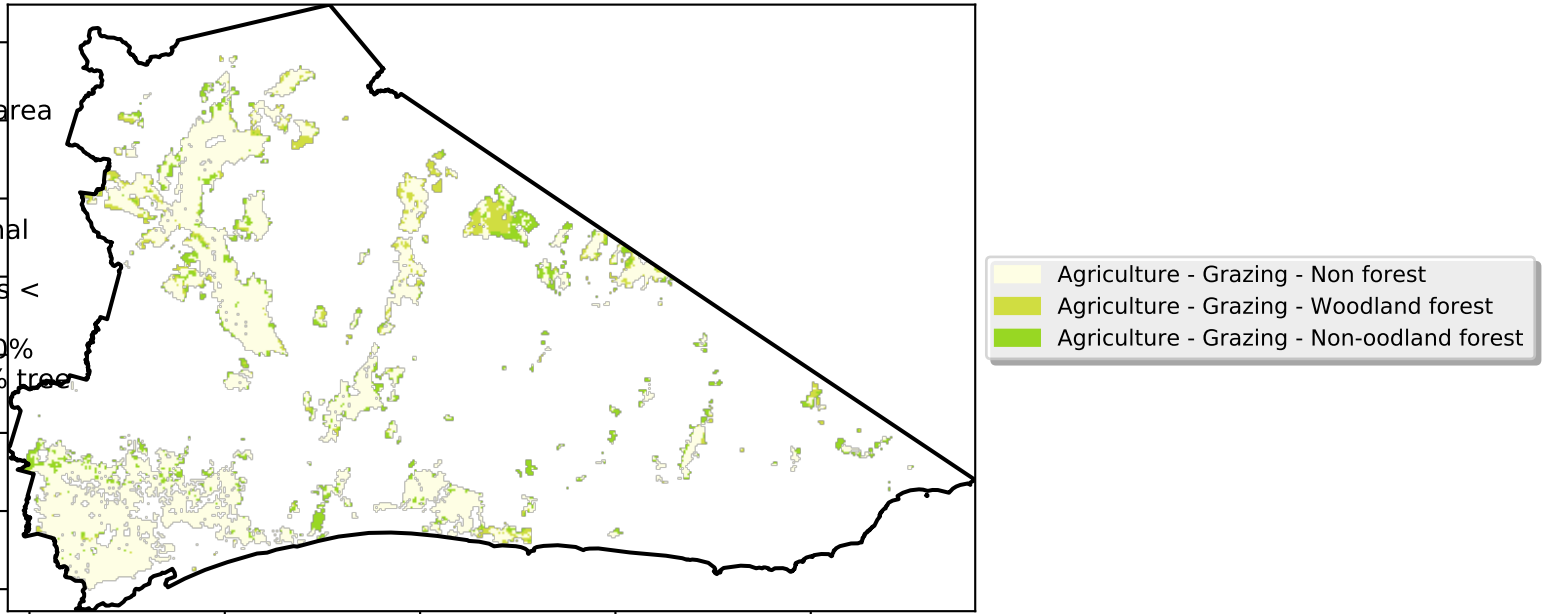 area
nal
s <
0%
% tree
Agriculture - Grazing - Non forest
Agriculture - Grazing - Woodland forest
Agriculture - Grazing - Non-oodland forest